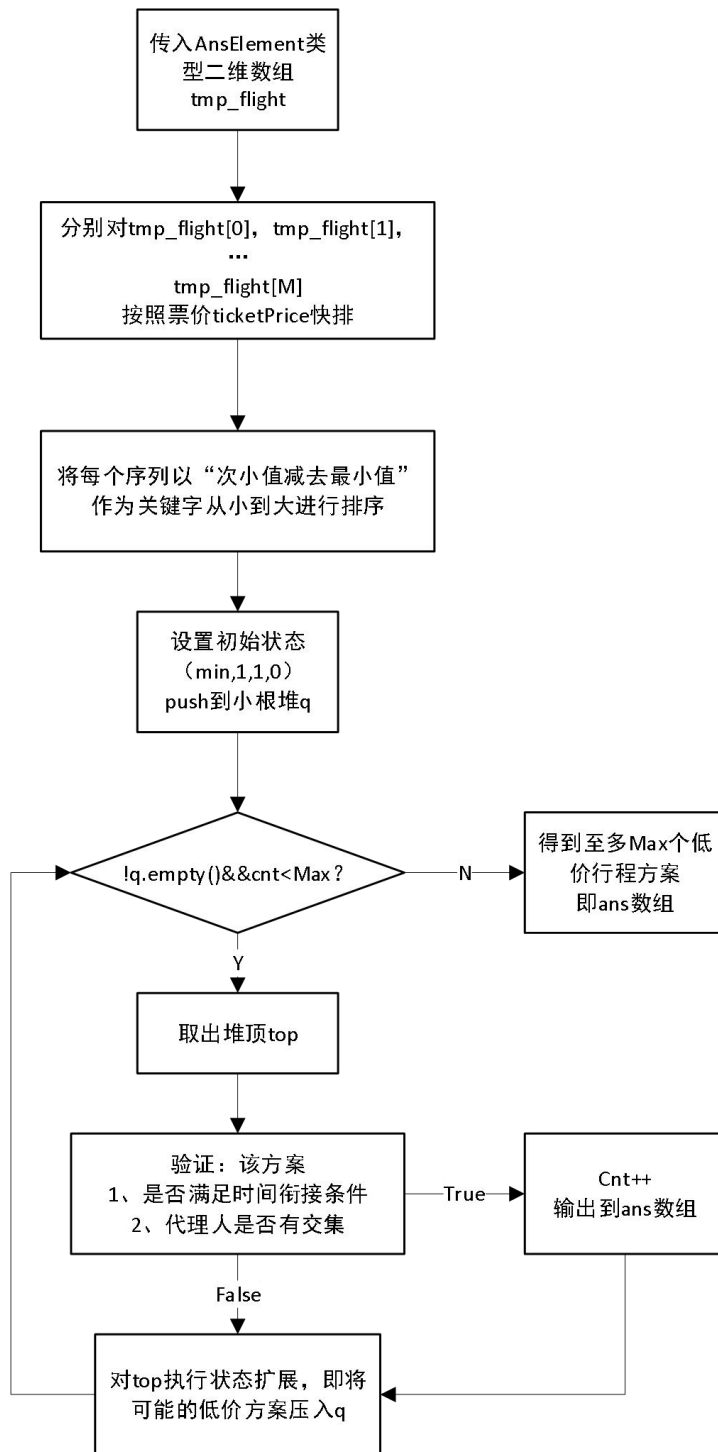 传入AnsElement类
型二维数组
tmp_flight
分别对tmp_flight[0]，tmp_flight[1]，
…
tmp_flight[M]
按照票价ticketPrice快排
将每个序列以“次小值减去最小值”
作为关键字从小到大进行排序
设置初始状态
（min,1,1,0）
push到小根堆q
!q.empty()&&cnt<Max？
N
得到至多Max个低
价行程方案
即ans数组
Y
取出堆顶top
验证：该方案
1、是否满足时间衔接条件
2、代理人是否有交集
True
Cnt++
输出到ans数组
False
对top执行状态扩展，即将
可能的低价方案压入q